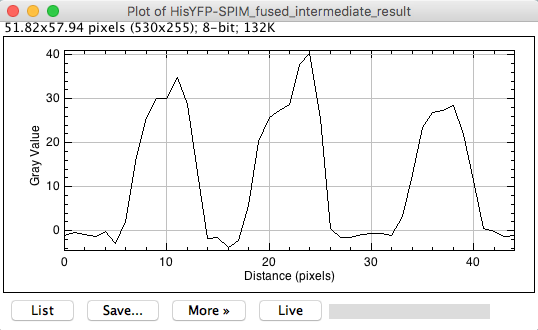 Plot of HisYFP-SPIM_fused_intermediate_result
51.82x57.94 pixels (530x255); 8-bit; 132K
40
30
20
10
0
Gray Value
0 10 20 30 40
Distance (pixels)
List Save... More » Live